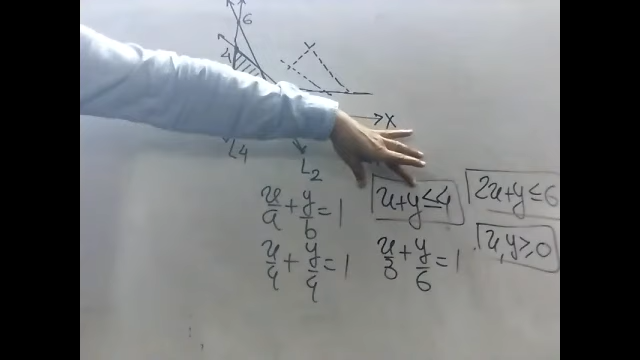 6
4
X
L4
L2
x/a + y/b = 1
x+y≤4
2x+y≤6
x/4 + y/4 = 1
x/3 + y/6 = 1
x,y≥0